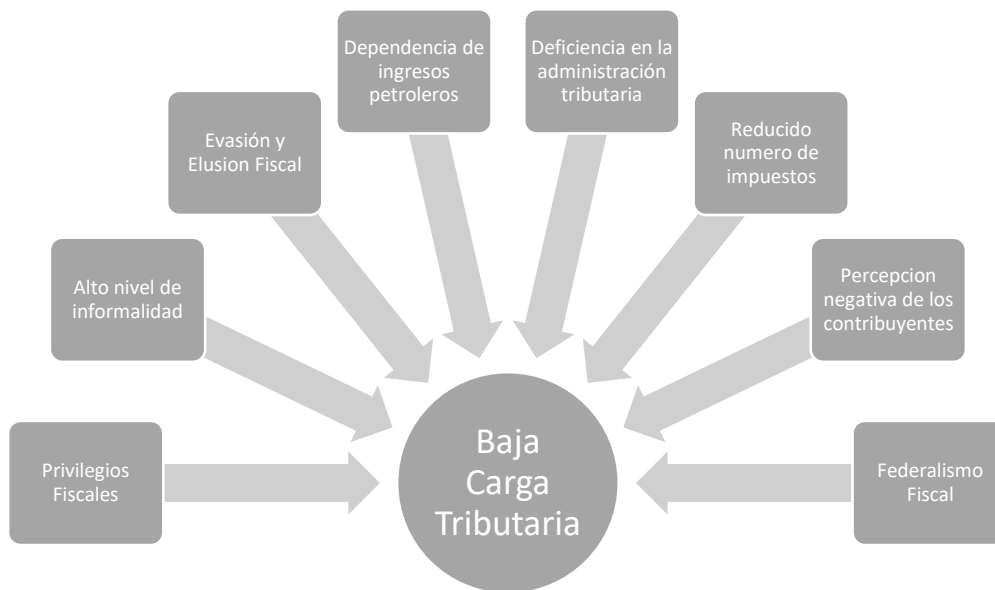 Privilegios
Fiscales
Alto nivel de
informalidad
Evasión y
Elusion Fiscal
Dependencia de
ingresos
petroleros
Deficiencia en la
administración
tributaria
Reducido
numero de
impuestos
Percepcion
negativa de los
contribuyentes
Federalismo
Fiscal
Baja
Carga
Tributaria